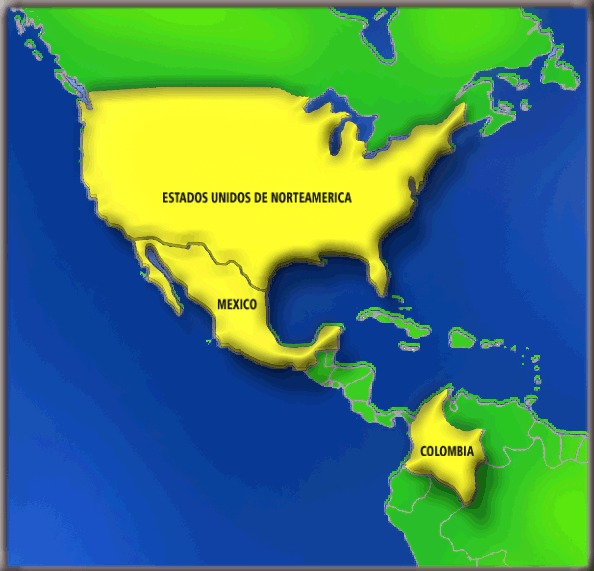 ESTADOS UNIDOS DE NORTEAMERICA
MEXICO
COLOMBIA